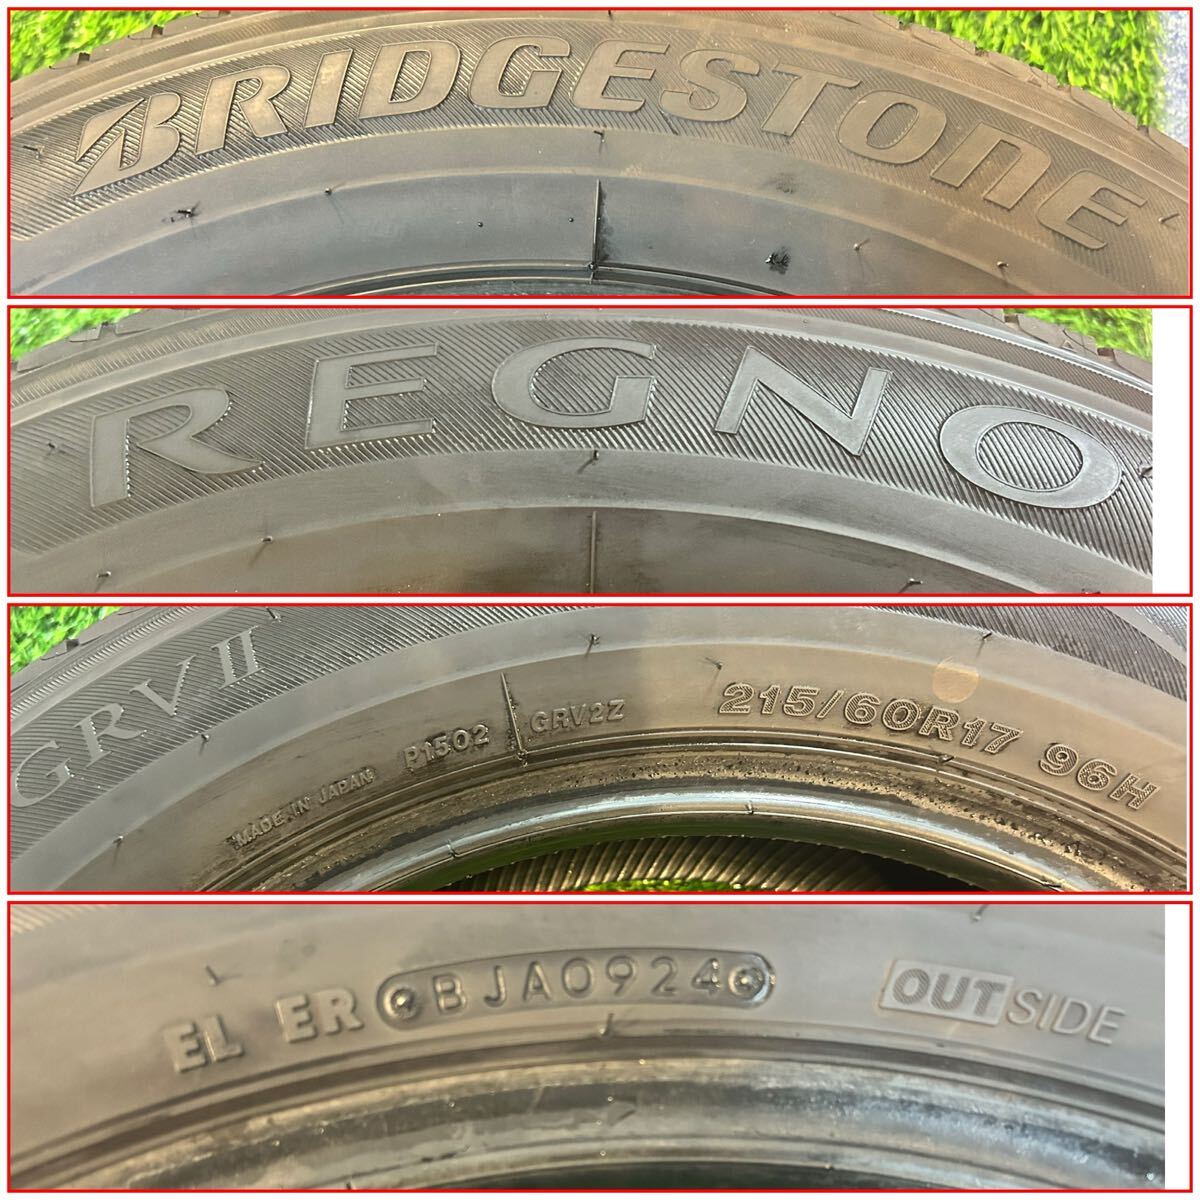 BRIDGESTONE
REGNO
GRVII
MADE IN JAPAN P1502 GRV2Z 215/60R17 96H
EL ER BJA0924 OUTSIDE